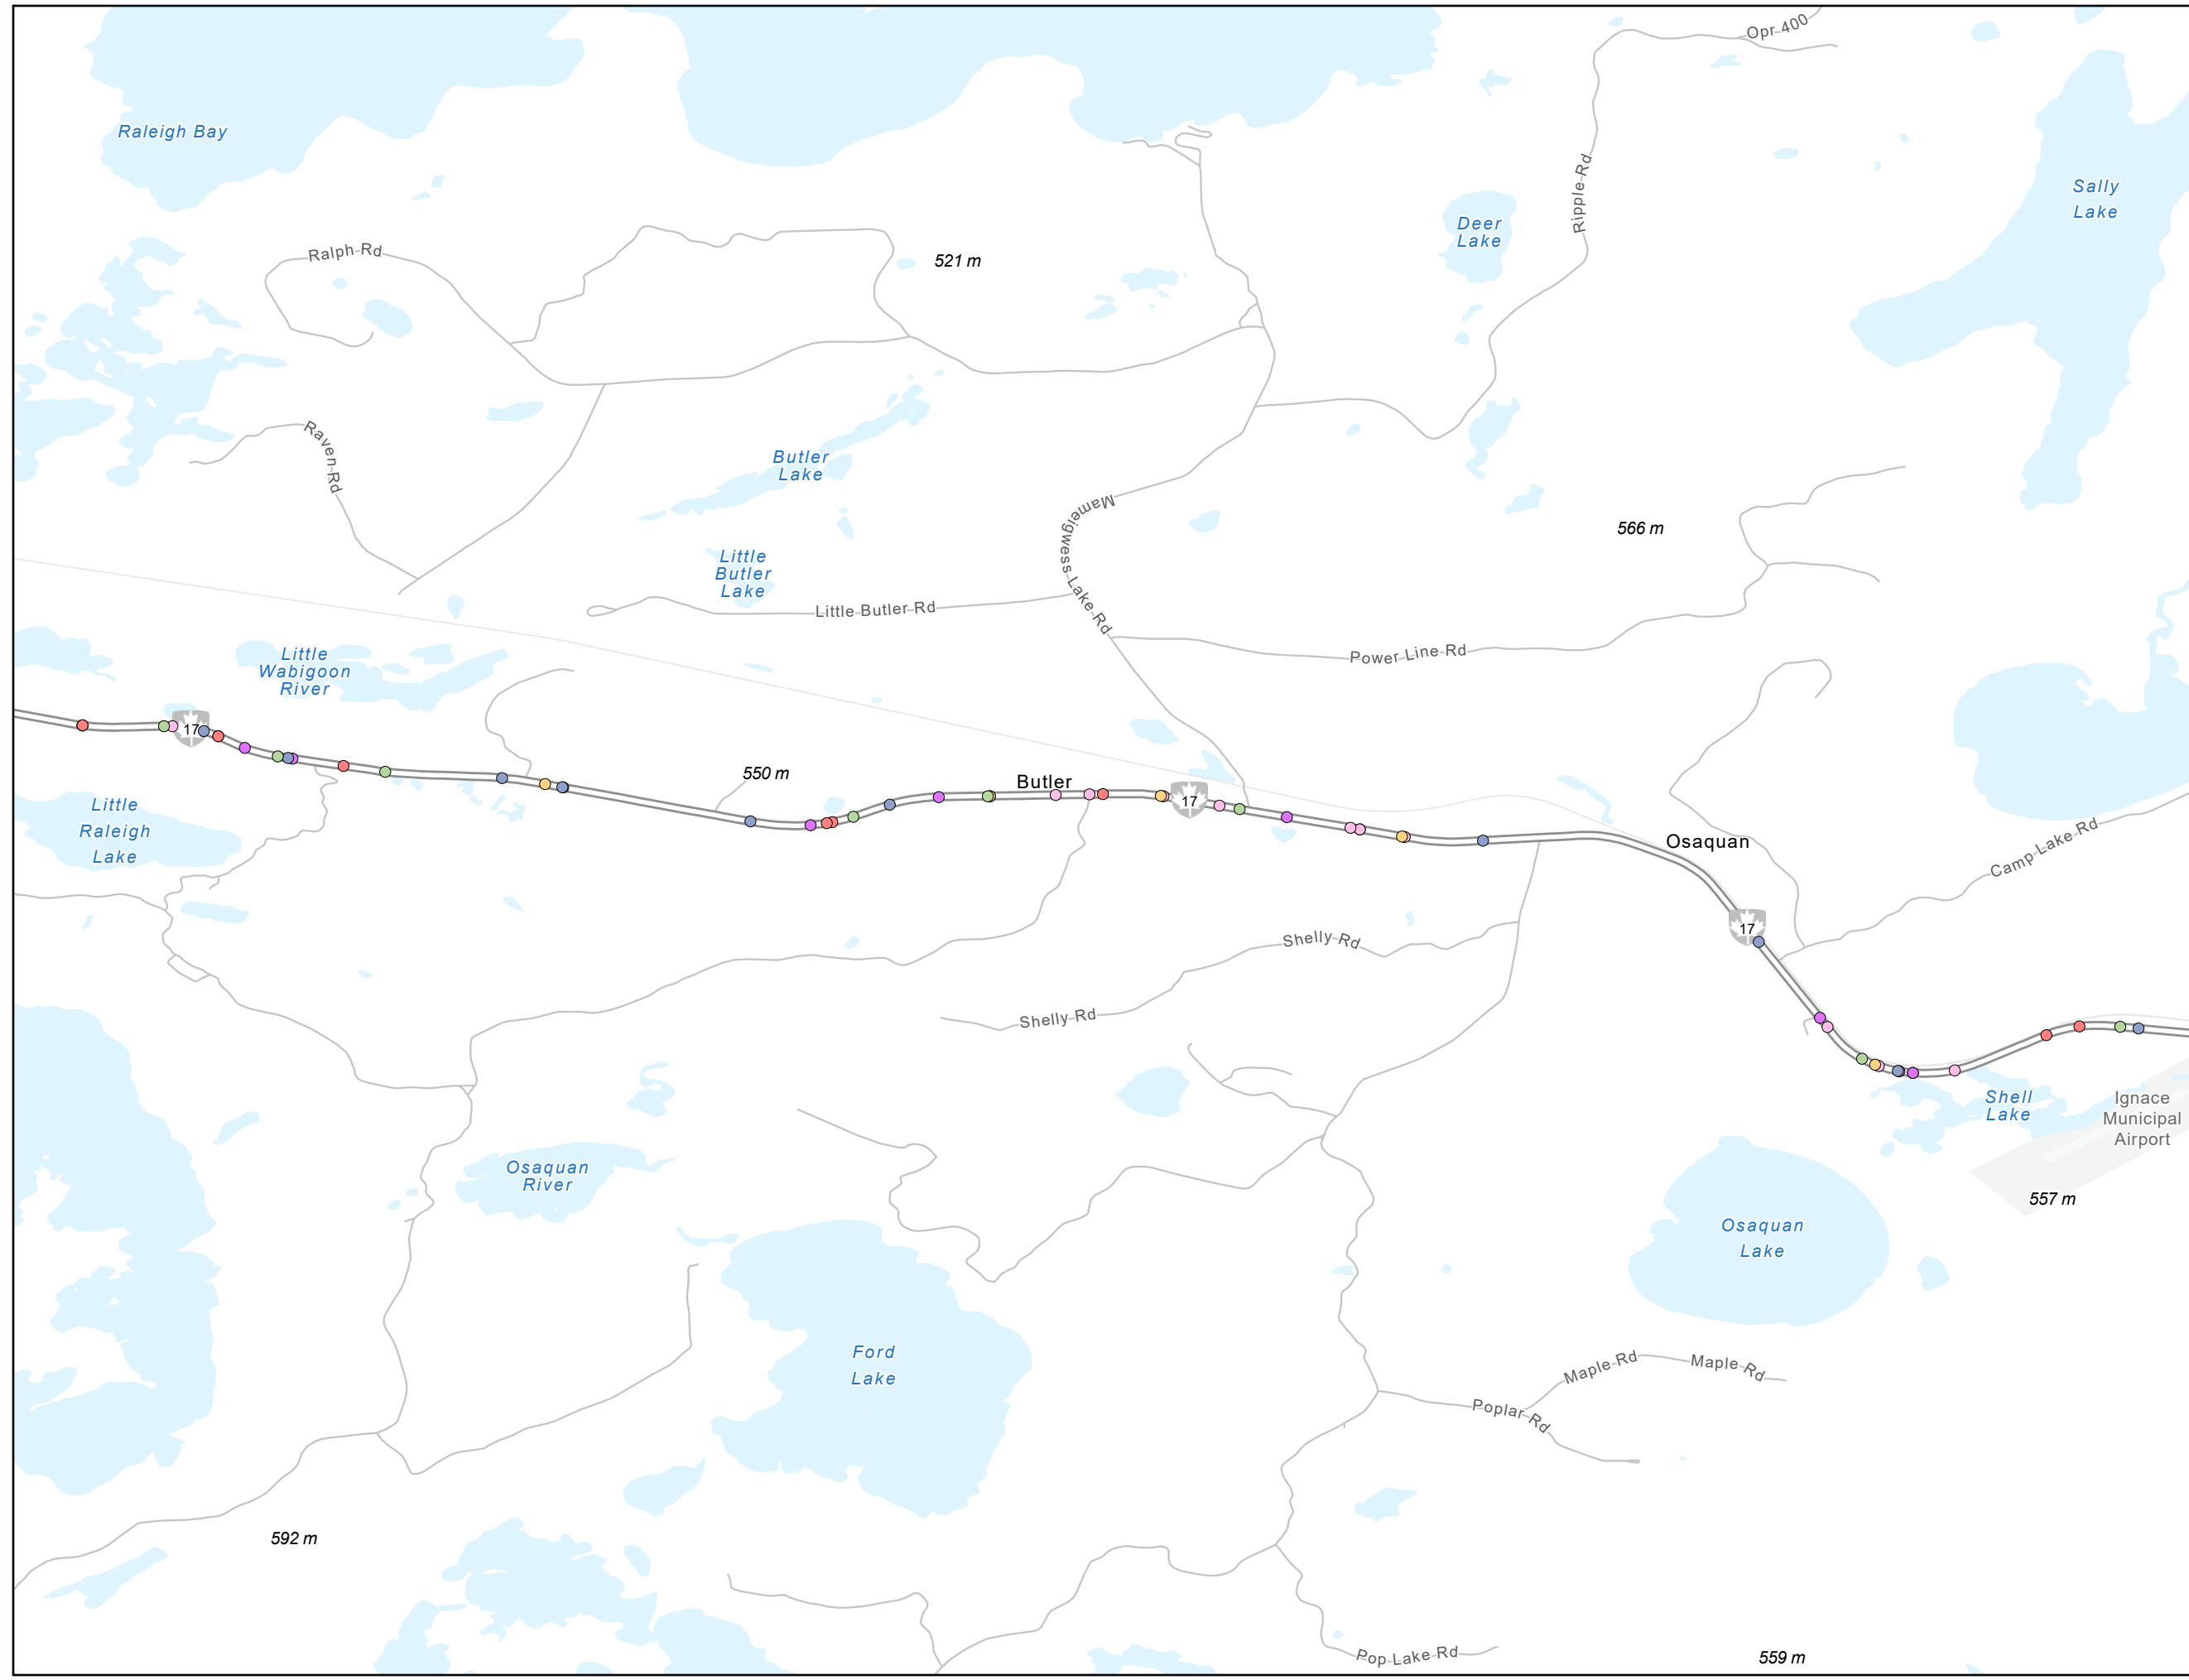 Opr 400
Raleigh Bay
Ripple Rd
Sally
Lake
Deer
Lake
Ralph Rd
521 m
Raven Rd
Butler
Lake
Mameigwess Lake Rd
566 m
Little
Butler
Lake
Little Butler Rd
Little
Wabigoon
River
Power Line Rd
17
550 m
Butler
17
Little
Raleigh
Lake
Osaquan
Camp Lake Rd
17
Shelly Rd
Shelly Rd
Shell
Lake
Ignace
Municipal
Airport
Osaquan
River
557 m
Osaquan
Lake
Ford
Lake
Maple Rd
Maple Rd
Poplar Rd
592 m
Pop Lake Rd
559 m